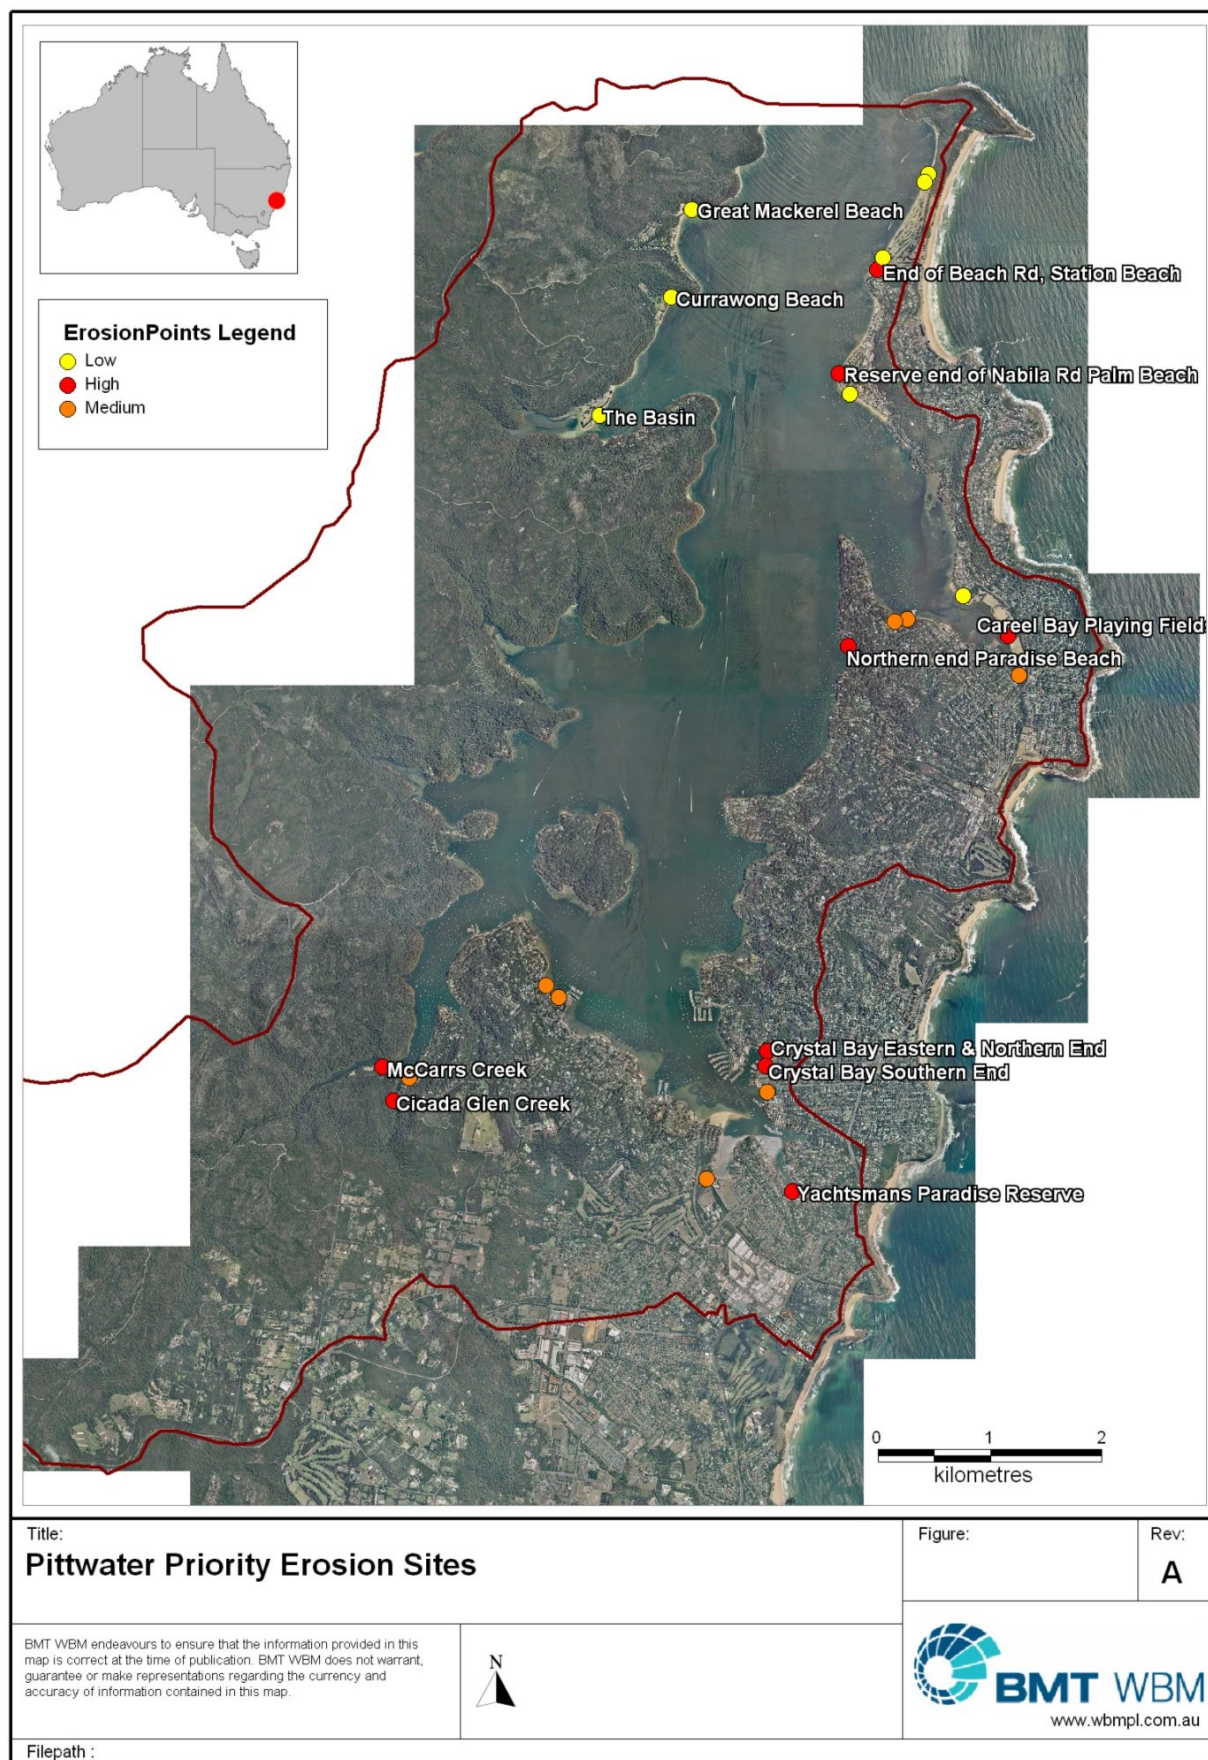 ErosionPoints Legend
Low
High
Medium
Great Mackerel Beach
End of Beach Rd, Station Beach
Currawong Beach
Reserve end of Nabila Rd Palm Beach
The Basin
Careel Bay Playing Field
Northern end Paradise Beach
Crystal Bay Eastern & Northern End
McCarrs Creek
Crystal Bay Southern End
Cicada Glen Creek
Yachtsmans Paradise Reserve
0 1 2
kilometres
Title:
Pittwater Priority Erosion Sites
Figure:
Rev:
A
BMT WBM endeavours to ensure that the information provided in this
map is correct at the time of publication. BMT WBM does not warrant,
guarantee or make representations regarding the currency and
accuracy of information contained in this map.
N
BMT WBM
www.wbmpl.com.au
Filepath :